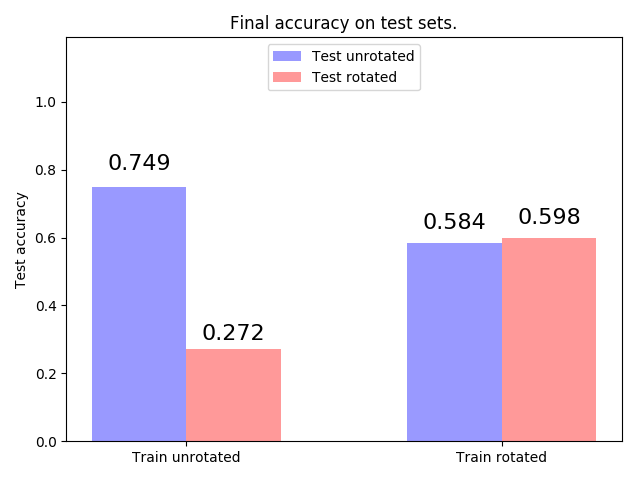 Final accuracy on test sets.
Test unrotated
Test rotated
Test accuracy
1.0
0.8
0.6
0.4
0.2
0.0
0.749
0.272
0.584
0.598
Train unrotated
Train rotated